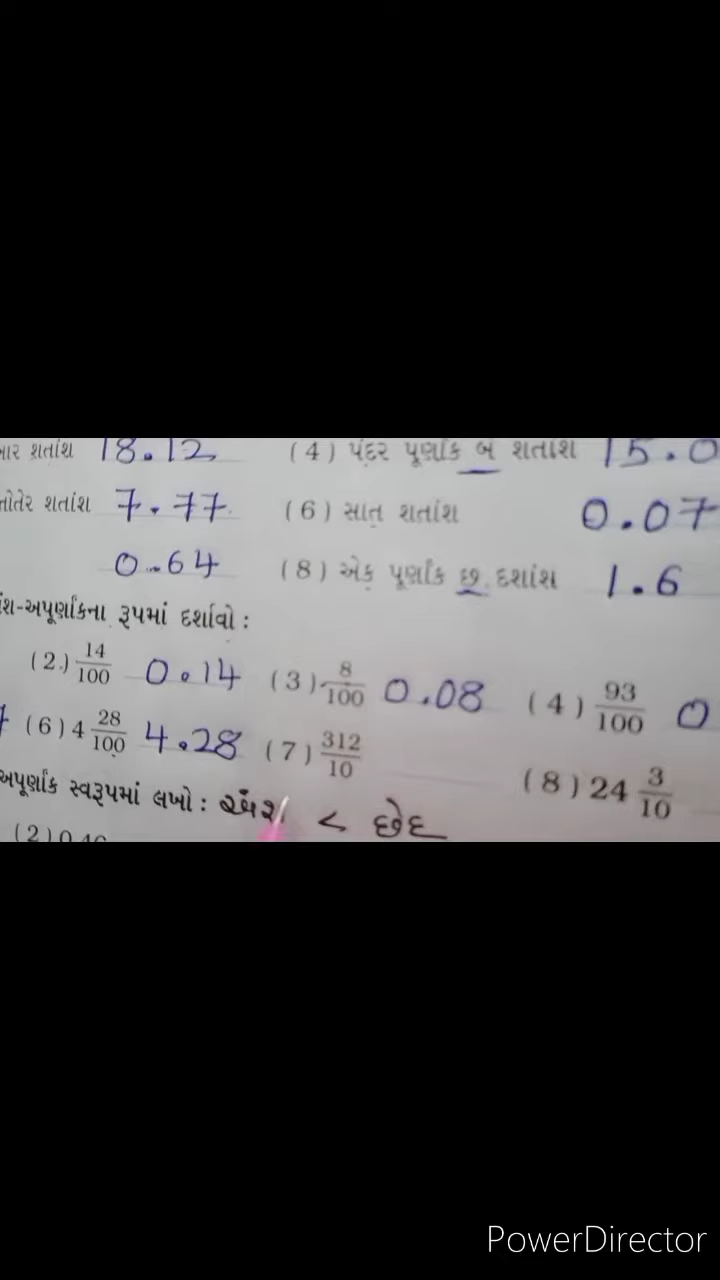 શતાંશ 18.12 (4) પંદર પૂર્ણાંક બે શતાંશ 15.0
શતાંશ 7.77 (6) સાત શતાંશ 0.07
0.64 (8) એક પૂર્ણાંક છ દશાંશ 1.6
-અપૂર્ણાંકના રૂપમાં દર્શાવો :
(2) 14/100 0.14 (3) 8/100 0.08 (4) 93/100 0
(6) 4 28/100 4.28 (7) 312/10 (8) 24 3/10
અપૂર્ણાંક સ્વરૂપમાં લખો : અંશ < છેદ
(2)
PowerDirector